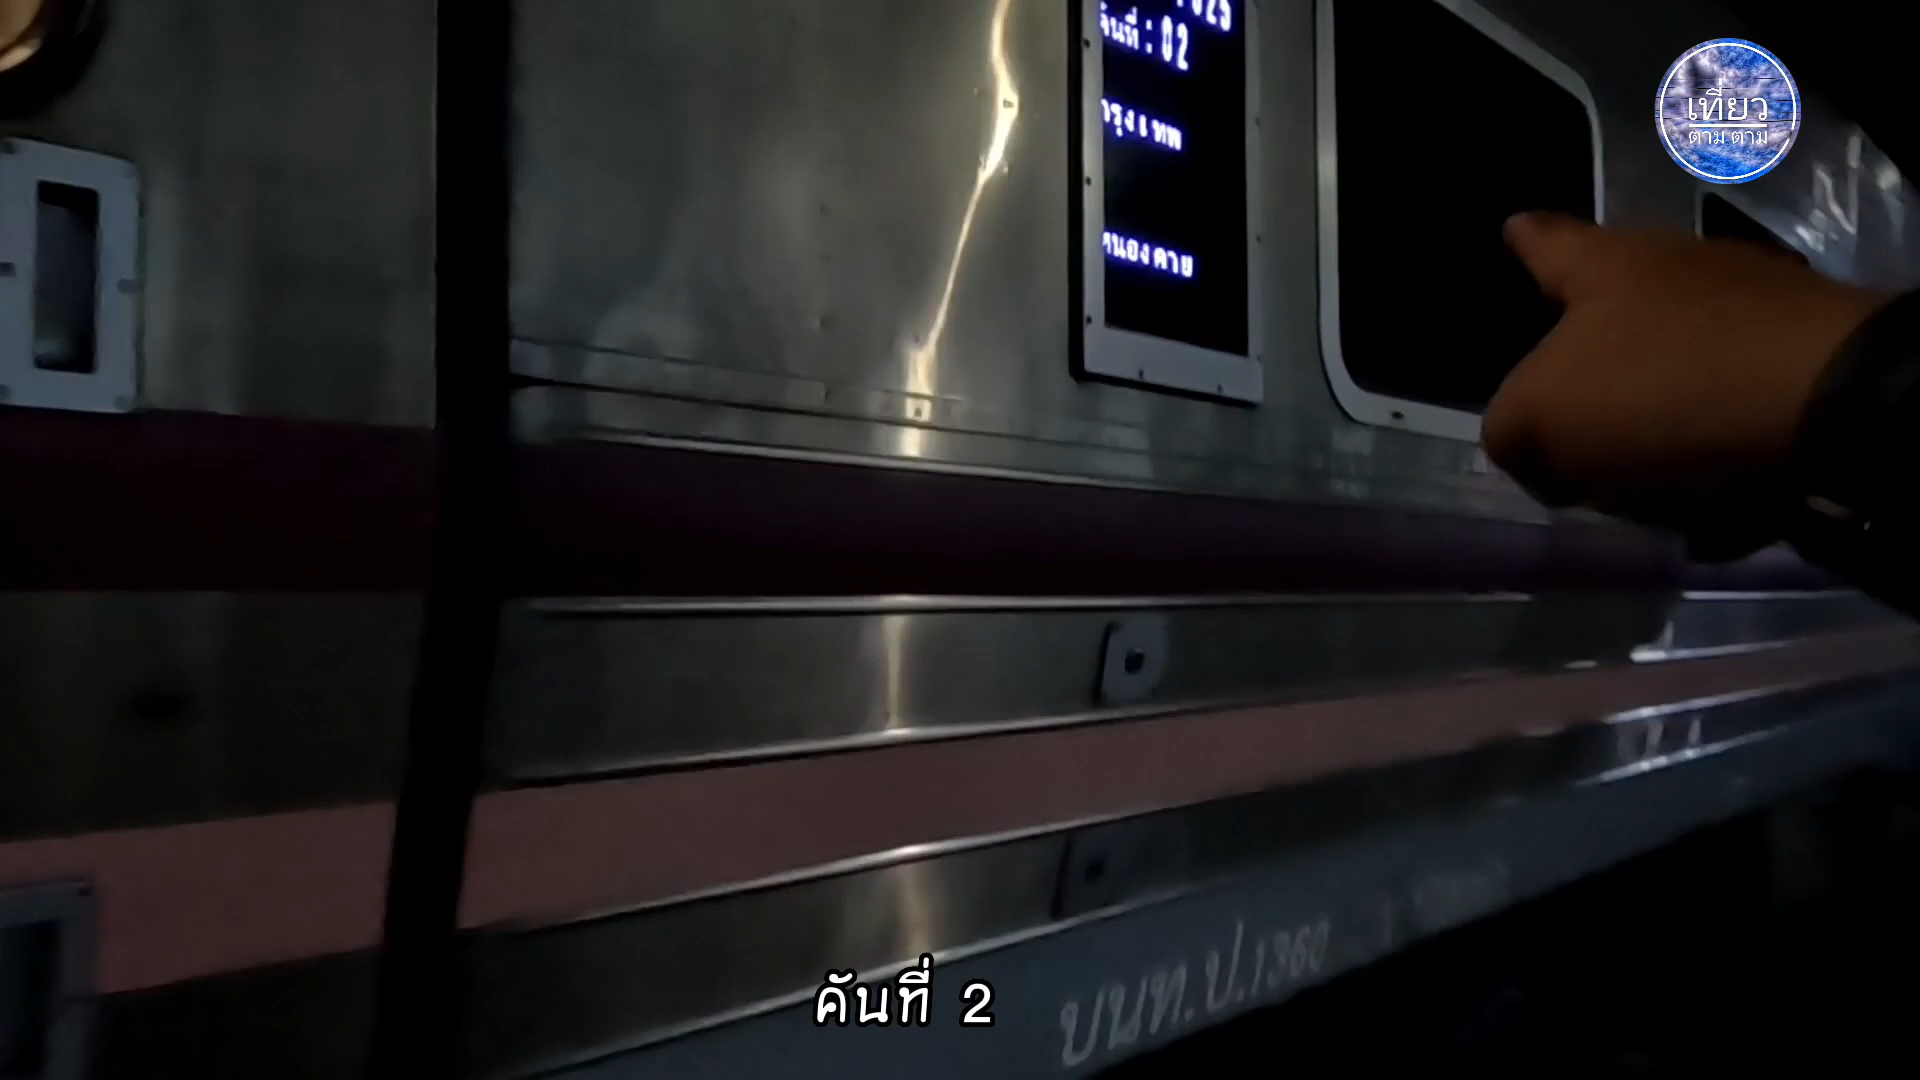 คันที่ : 02
กรุงเทพ
หนองคาย
เที่ยว
ตาม ตาม
บนท.ป.1360
คันที่ 2